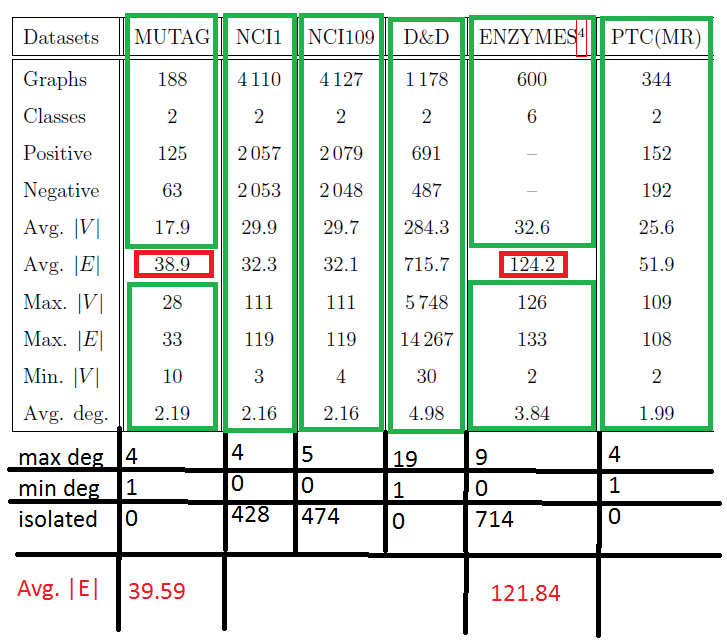 Datasets MUTAG NCI1 NCI109 D&D ENZYMES4 PTC(MR)
Graphs 188 4 110 4 127 1 178 600 344
Classes 2 2 2 2 6 2
Positive 125 2 057 2 079 691 – 152
Negative 63 2 053 2 048 487 – 192
Avg. |V| 17.9 29.9 29.7 284.3 32.6 25.6
Avg. |E| 38.9 32.3 32.1 715.7 124.2 51.9
Max. |V| 28 111 111 5 748 126 109
Max. |E| 33 119 119 14 267 133 108
Min. |V| 10 3 4 30 2 2
Avg. deg. 2.19 2.16 2.16 4.98 3.84 1.99
max deg 4 4 5 19 9 4
min deg 1 0 0 1 0 1
isolated 0 428 474 0 714 0
Avg. |E| 39.59 121.84